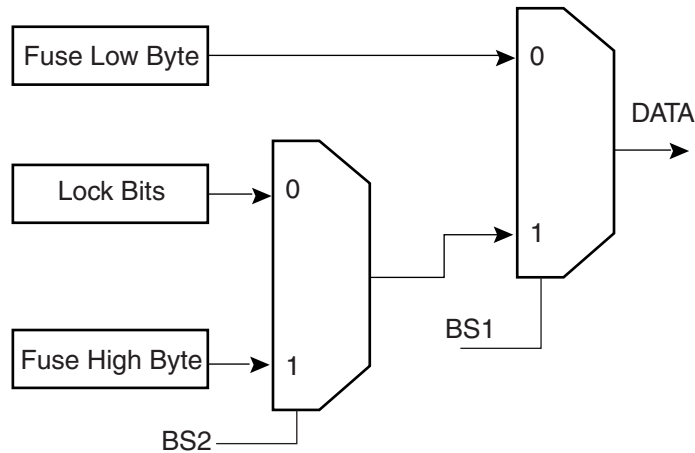 Fuse Low Byte
0
DATA
Lock Bits
0
1
BS1
Fuse High Byte
1
BS2